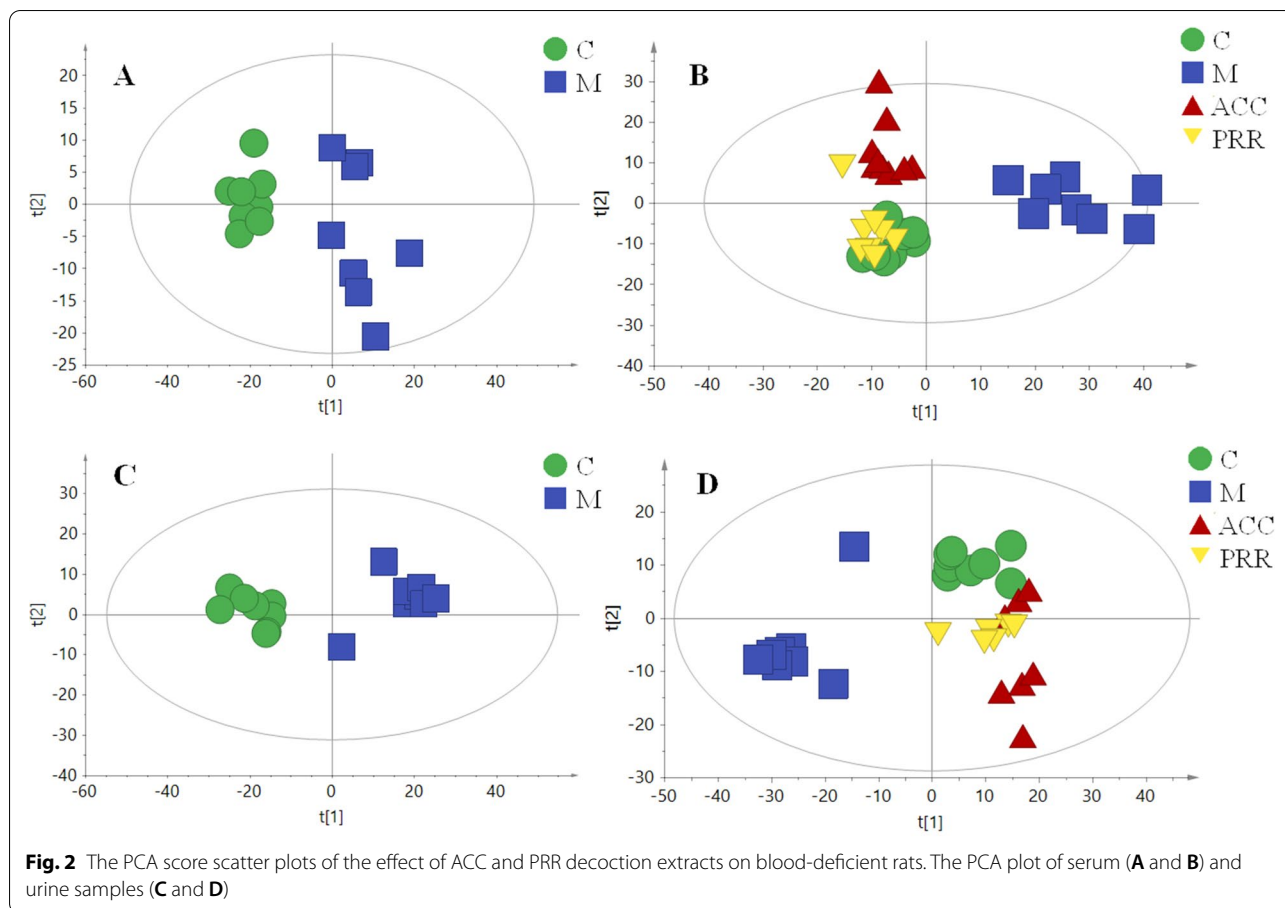 A
C
M
t[2]
20
15
10
5
0
-5
-10
-15
-20
-25
-60 -40 -20 0 20 40
t[1]
B
C
M
ACC
PRR
t[2]
30
20
10
0
-10
-20
-30
-40
-50 -40 -30 -20 -10 0 10 20 30 40
t[1]
C
C
M
t[2]
30
20
10
0
-10
-20
-30
-40
-60 -40 -20 0 20 40
t[1]
D
C
M
ACC
PRR
t[2]
20
10
0
-10
-20
-30
-50 -40 -30 -20 -10 0 10 20 30 40
t[1]
Fig. 2 The PCA score scatter plots of the effect of ACC and PRR decoction extracts on blood-deficient rats. The PCA plot of serum (A and B) and
urine samples (C and D)